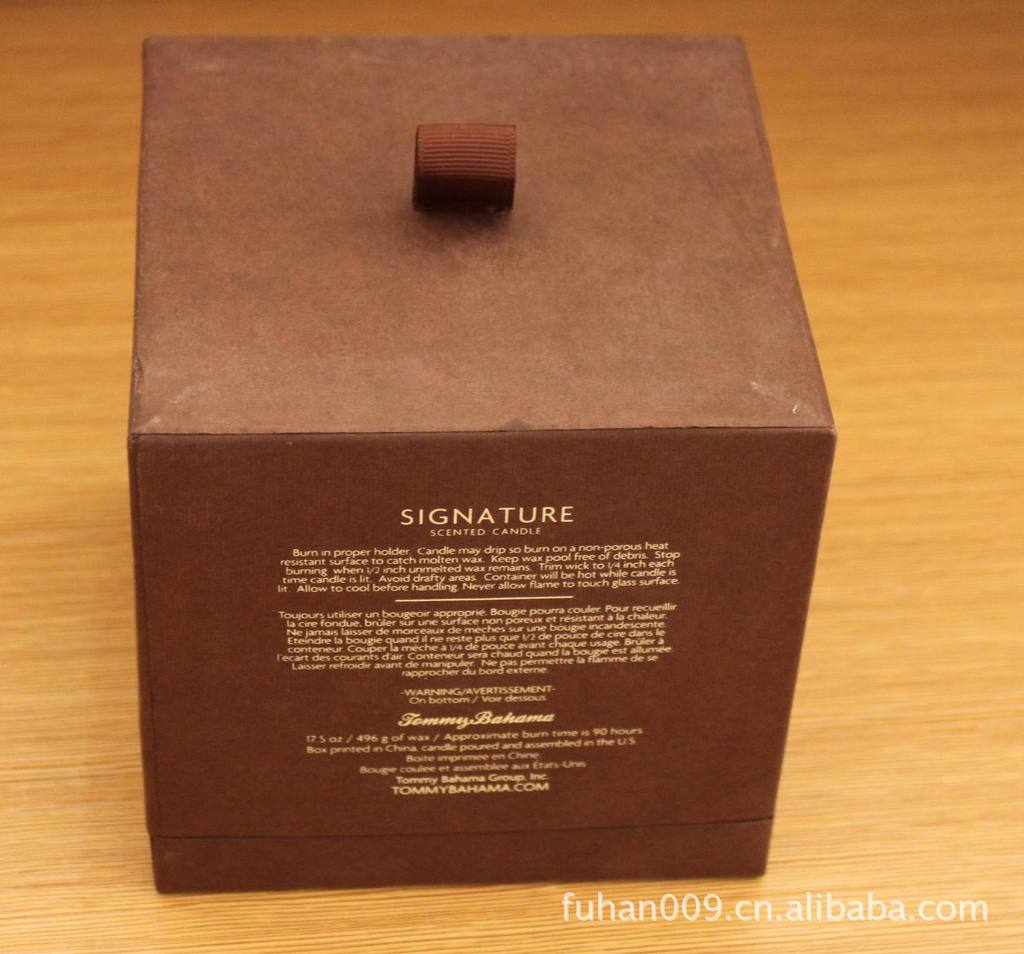 SIGNATURE
SCENTED CANDLE
Burn in proper holder. Candle may drip so burn on a non-porous heat
resistant surface to catch molten wax. Keep wax pool free of debris. Stop
burning when 1/2 inch unmelted wax remains. Trim wick to 1/4 inch each
time candle is lit. Avoid drafty areas. Container will be hot while candle is
lit. Allow to cool before handling. Never allow flame to touch glass surface.
Toujours utiliser un bougeoir approprié. Bougie pourra couler. Pour recueillir
la cire fondue, brûler sur une surface non poreux et résistant à la chaleur.
Ne jamais laisser de morceaux de mèches sur une bougie incandescente.
Eteindre la bougie quand il ne reste plus que 1/2 de pouce de cire dans le
conteneur. Couper la mèche à 1/4 de pouce avant chaque usage. Brûler à
l'ecart des courants d'air. Conteneur sera chaud quand la bougie est allumée.
Laisser refroidir avant de manipuler. Ne pas permettre la flamme de se
rapprocher du bord externe.
-WARNING/AVERTISSEMENT-
On bottom / Voir dessous
Tommy Bahama
17.5 oz / 496 g of wax / Approximate burn time is 90 hours
Box printed in China, candle poured and assembled in the U.S.
Boite imprimee en Chine.
Bougie coulee et assemblee aux États-Unis
Tommy Bahama Group, Inc.
TOMMYBAHAMA.COM
fuhan009.cn.alibaba.com